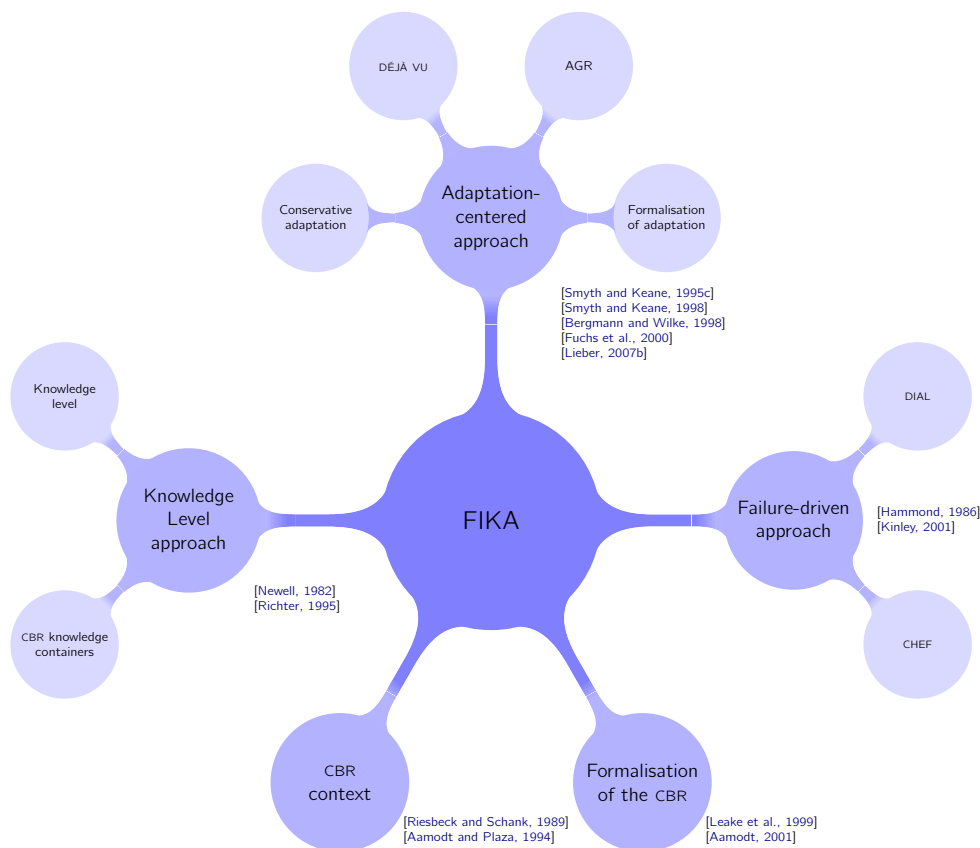 DÉJÀ VU
AGR
Conservative
adaptation
Adaptation-
centered
approach
Formalisation
of adaptation
[Smyth and Keane, 1995c]
[Smyth and Keane, 1998]
[Bergmann and Wilke, 1998]
[Fuchs et al., 2000]
[Lieber, 2007b]
Knowledge
level
DIAL
Knowledge
Level
approach
FIKA
Failure-driven
approach
[Hammond, 1986]
[Kinley, 2001]
[Newell, 1982]
[Richter, 1995]
CBR knowledge
containers
CHEF
CBR
context
Formalisation
of the CBR
[Riesbeck and Schank, 1989]
[Aamodt and Plaza, 1994]
[Leake et al., 1999]
[Aamodt, 2001]